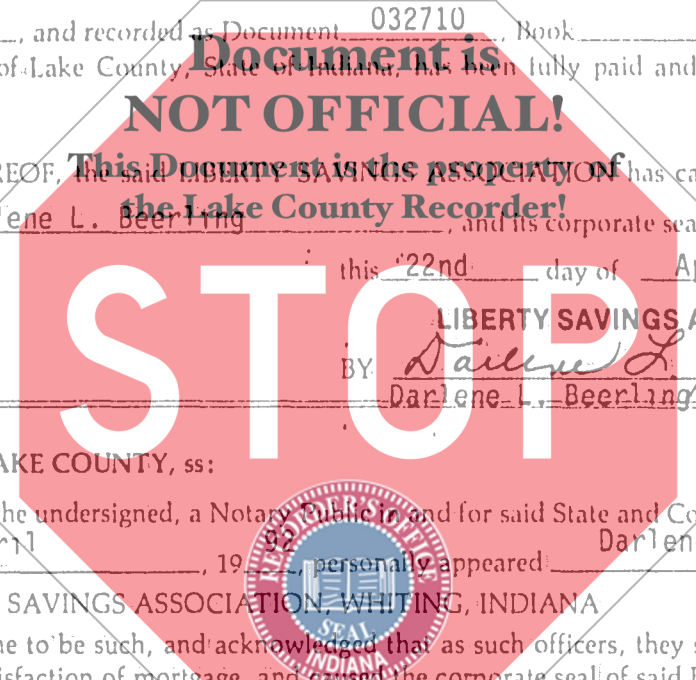 , and recorded as Document 032710, Book
Document is
of Lake County, State of Indiana, has been fully paid and
NOT OFFICIAL!
This Document is the property of
REOF, the said LIBERTY SAVINGS ASSOCIATION has ca
the Lake County Recorder!
ene L. Beerling, and its corporate sea
this 22nd day of Ap
STOP
LIBERTY SAVINGS A
BY Darlene L.
Darlene L. Beerling
AKE COUNTY, ss:
he undersigned, a Notary Public in and for said State and Co
ril, 19 92, personally appeared Darlen
SAVINGS ASSOCIATION, WHITING, INDIANA
RECORDER'S OFFICE
SEAL
INDIANA
ne to be such, and acknowledged that as such officers, they s
isfaction of mortgage, and caused the corporate seal of said